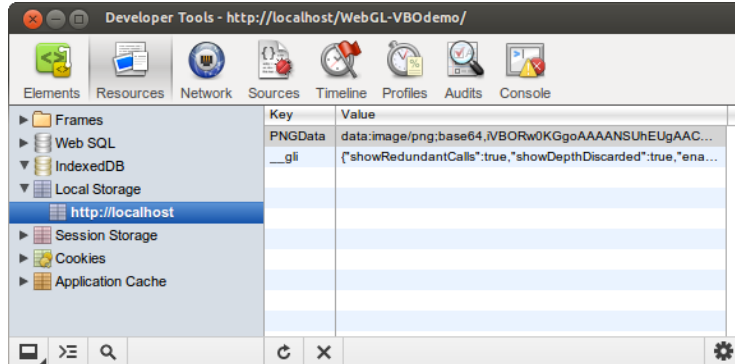 Developer Tools - http://localhost/WebGL-VBOdemo/
Elements Resources Network Sources Timeline Profiles Audits Console
Frames
Web SQL
IndexedDB
Local Storage
http://localhost
Session Storage
Cookies
Application Cache
Key Value
PNGData data:image/png;base64,iVBORw0KGgoAAAANSUhEUgAAC...
__gli {"showRedundantCalls":true,"showDepthDiscarded":true,"ena...